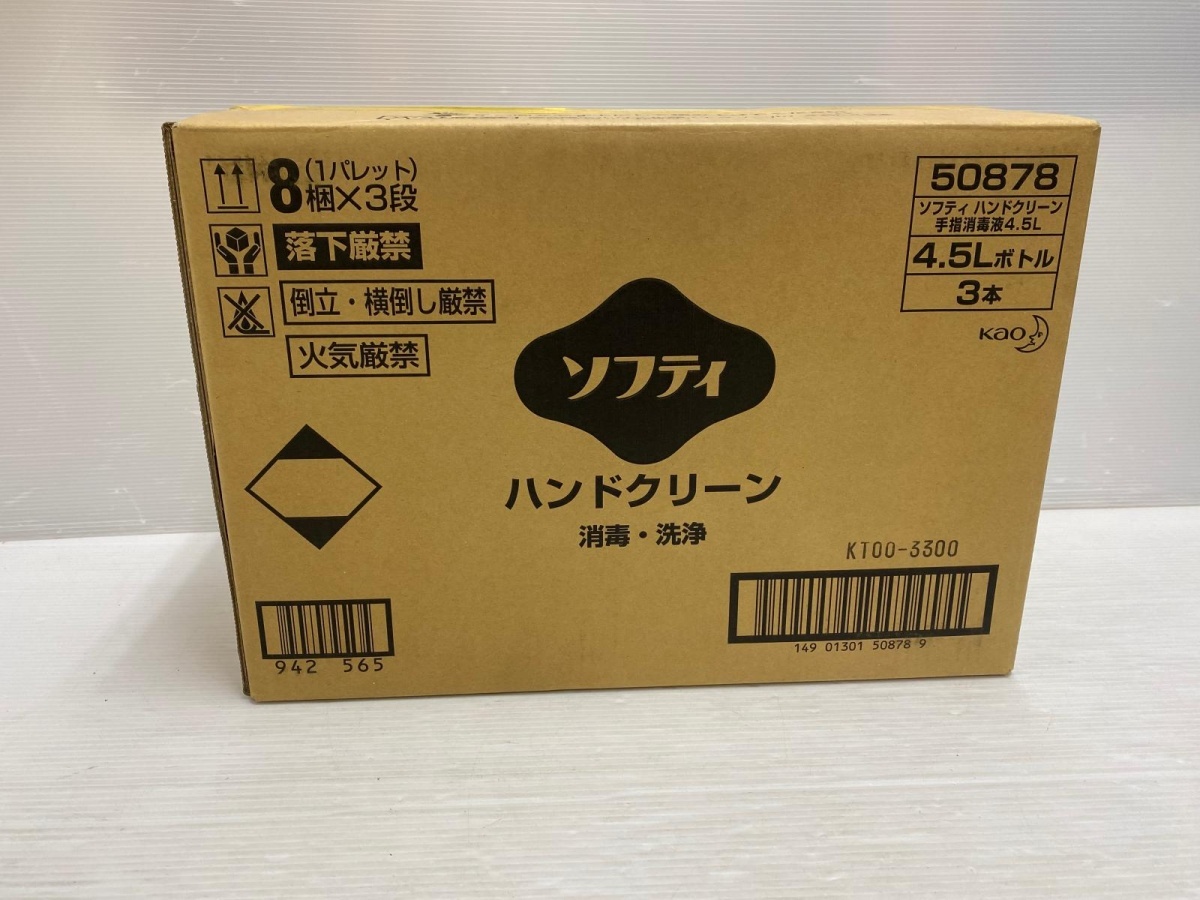 8
(1パレット)
梱×3段
落下厳禁
倒立・横倒し厳禁
火気厳禁
50878
ソフティ ハンドクリーン
手指消毒液4.5L
4.5Lボトル
3本
Kao
ソフティ
ハンドクリーン
消毒・洗浄
KT00-3300
942 565
149 01301 50878 9